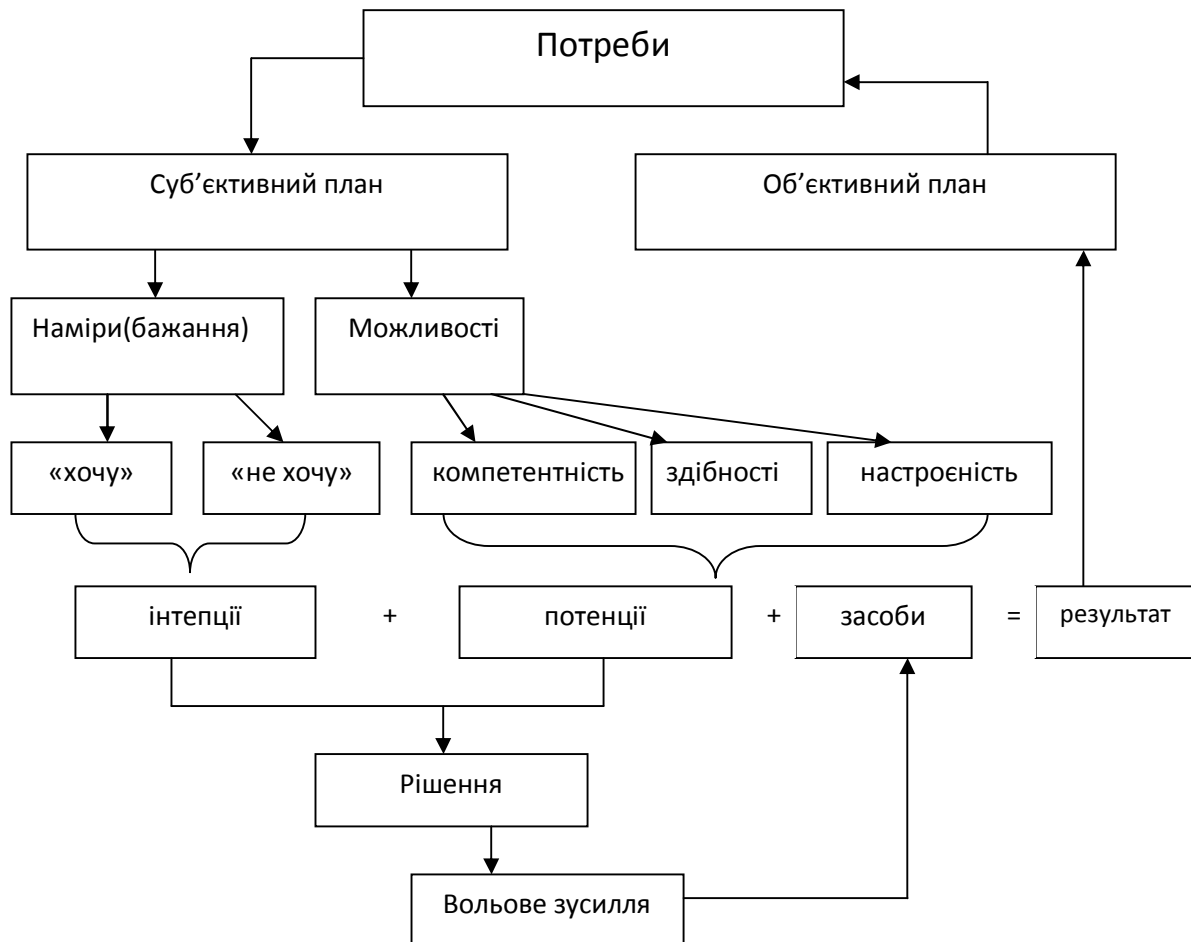 Потреби
Суб’єктивний план
Об’єктивний план
Наміри(бажання)
Можливості
«хочу»
«не хочу»
компетентність
здібності
настроєність
інтепції
+
потенції
+
засоби
=
результат
Рішення
Вольове зусилля